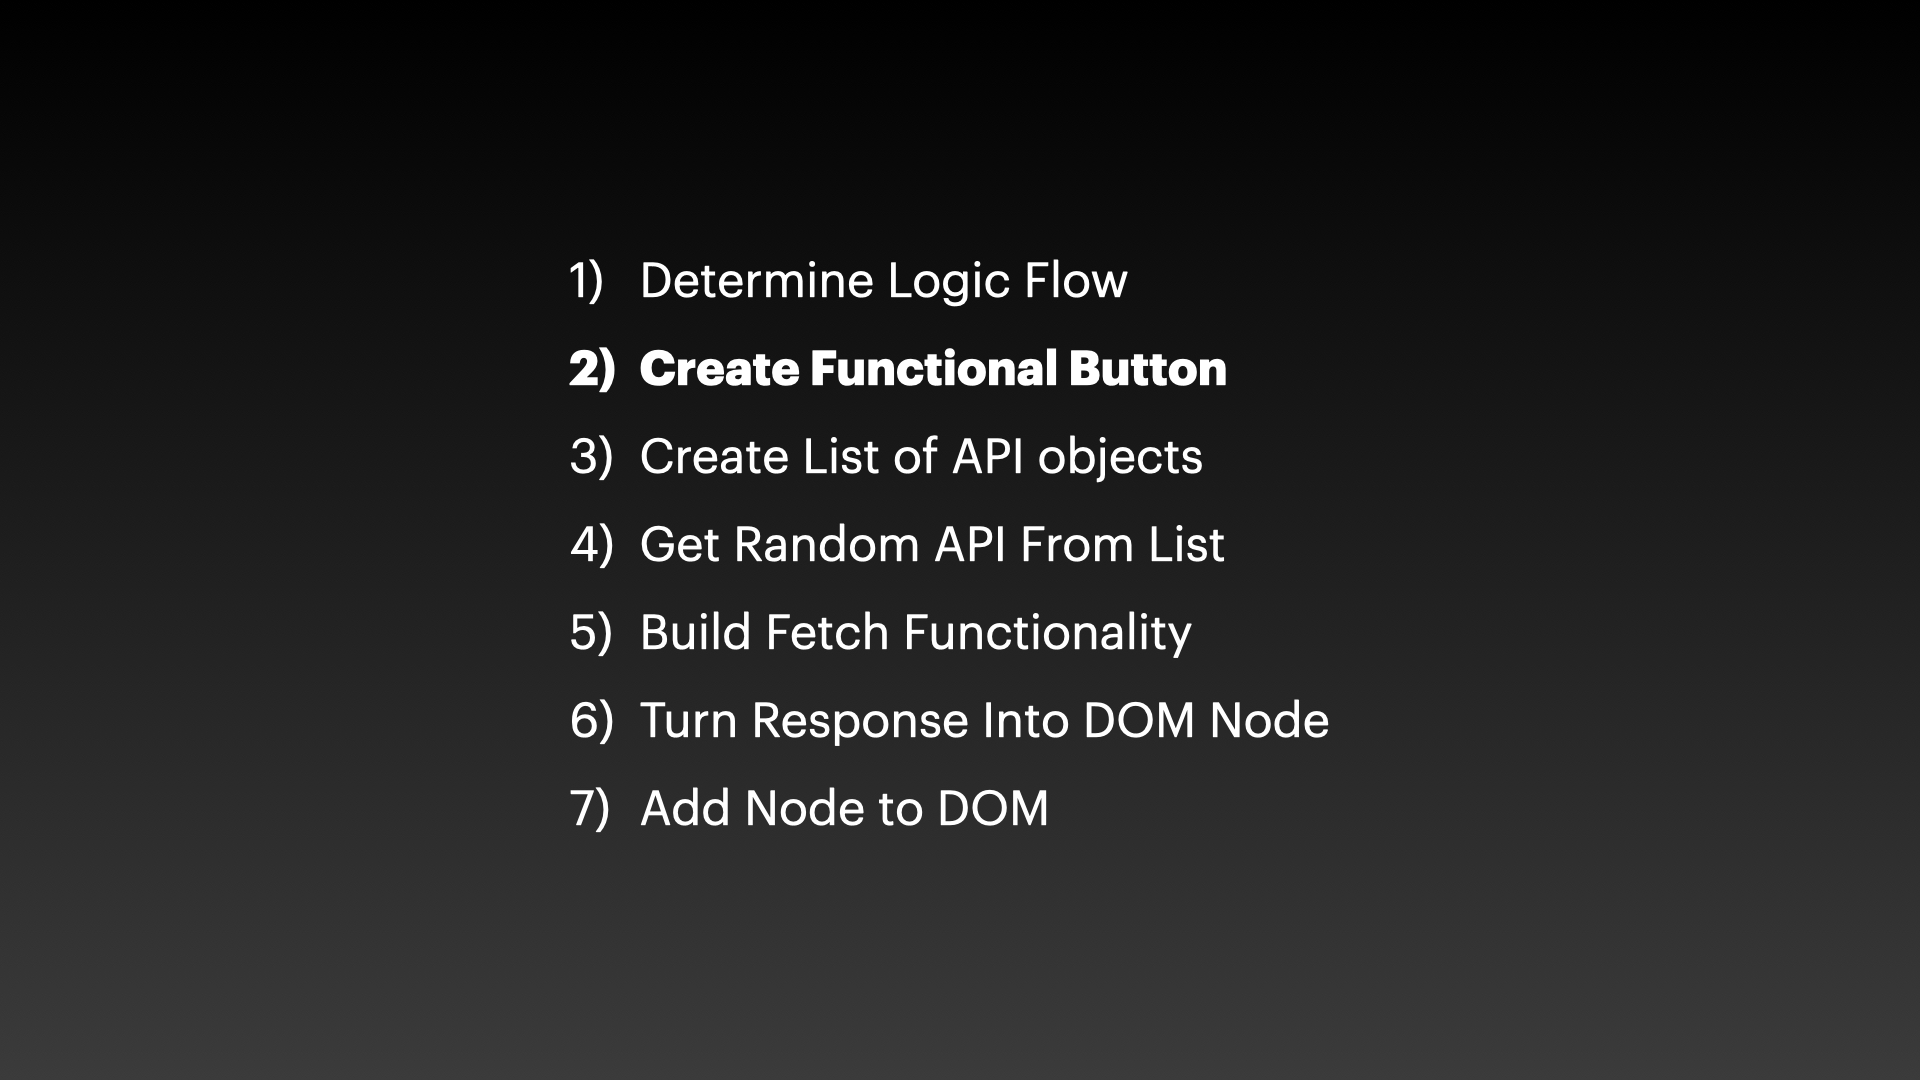 1) Determine Logic Flow
2) Create Functional Button
3) Create List of API objects
4) Get Random API From List
5) Build Fetch Functionality
6) Turn Response Into DOM Node
7) Add Node to DOM